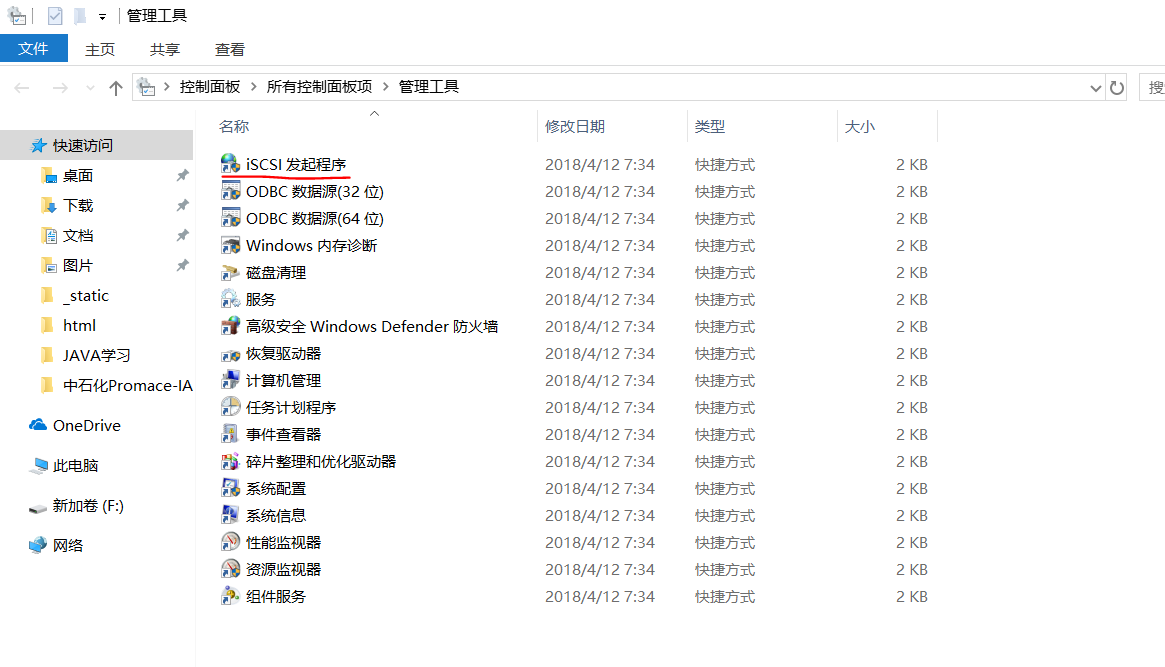 管理工具
文件 主页 共享 查看
控制面板 > 所有控制面板项 > 管理工具 搜
名称 修改日期 类型 大小
快速访问
桌面
下载
文档
图片
_static
html
JAVA学习
中石化Promace-IA
OneDrive
此电脑
新加卷 (F:)
网络
iSCSI 发起程序 2018/4/12 7:34 快捷方式 2 KB
ODBC 数据源(32 位) 2018/4/12 7:34 快捷方式 2 KB
ODBC 数据源(64 位) 2018/4/12 7:34 快捷方式 2 KB
Windows 内存诊断 2018/4/12 7:34 快捷方式 2 KB
磁盘清理 2018/4/12 7:34 快捷方式 2 KB
服务 2018/4/12 7:34 快捷方式 2 KB
高级安全 Windows Defender 防火墙 2018/4/12 7:34 快捷方式 2 KB
恢复驱动器 2018/4/12 7:34 快捷方式 2 KB
计算机管理 2018/4/12 7:34 快捷方式 2 KB
任务计划程序 2018/4/12 7:34 快捷方式 2 KB
事件查看器 2018/4/12 7:34 快捷方式 2 KB
碎片整理和优化驱动器 2018/4/12 7:34 快捷方式 2 KB
系统配置 2018/4/12 7:34 快捷方式 2 KB
系统信息 2018/4/12 7:34 快捷方式 2 KB
性能监视器 2018/4/12 7:34 快捷方式 2 KB
资源监视器 2018/4/12 7:34 快捷方式 2 KB
组件服务 2018/4/12 7:34 快捷方式 2 KB